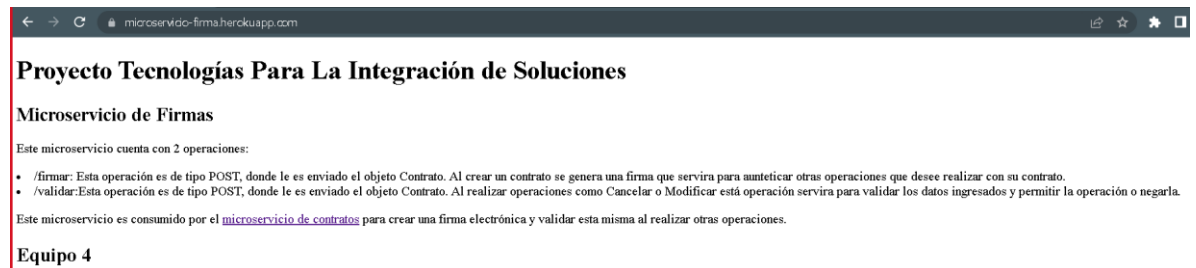 microservicio-firma.herokuapp.com
Proyecto Tecnologías Para La Integración de Soluciones
Microservicio de Firmas
Este microservicio cuenta con 2 operaciones:
• /firmar: Esta operación es de tipo POST, donde le es enviado el objeto Contrato. Al crear un contrato se genera una firma que servira para aunteticar otras operaciones que desee realizar con su contrato.
• /validar:Esta operación es de tipo POST, donde le es enviado el objeto Contrato. Al realizar operaciones como Cancelar o Modificar está operación servira para validar los datos ingresados y permitir la operación o negarla.
Este microservicio es consumido por el microservicio de contratos para crear una firma electrónica y validar esta misma al realizar otras operaciones.
Equipo 4